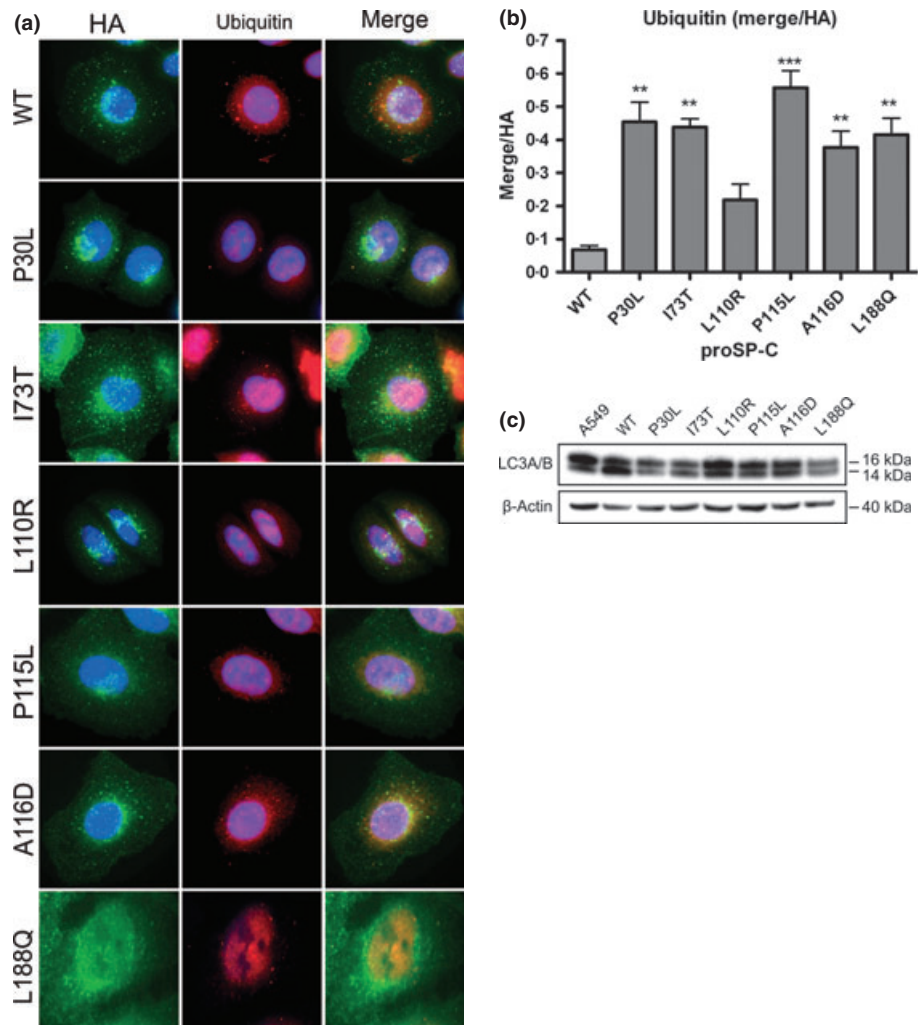 (a)
HA Ubiquitin Merge
WT
P30L
I73T
L110R
P115L
A116D
L188Q
(b)
Ubiquitin (merge/HA)
Merge/HA
0·7
0·6
0·5
0·4
0·3
0·2
0·1
0·0
** ** *** ** **
WT P30L I73T L110R P115L A116D L188Q
proSP-C
(c)
A549 WT P30L I73T L110R P115L A116D L188Q
LC3A/B
16 kDa
14 kDa
β-Actin
40 kDa